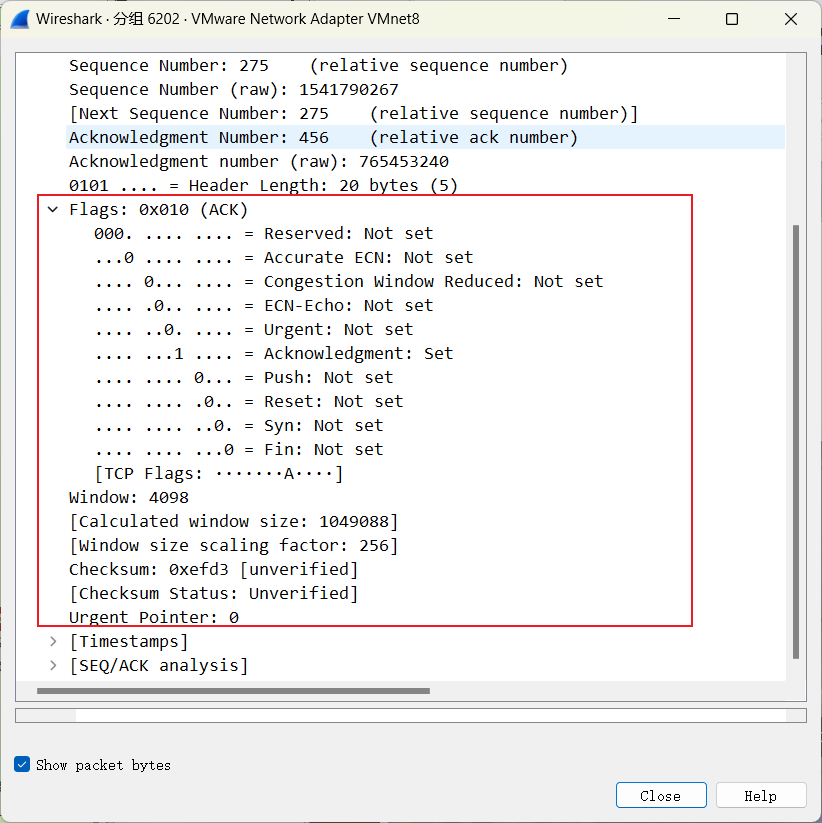 Wireshark · 分组 6202 · VMware Network Adapter VMnet8
Sequence Number: 275    (relative sequence number)
Sequence Number (raw): 1541790267
[Next Sequence Number: 275    (relative sequence number)]
Acknowledgment Number: 456    (relative ack number)
Acknowledgment number (raw): 765453240
0101 .... = Header Length: 20 bytes (5)
Flags: 0x010 (ACK)
000. .... .... = Reserved: Not set
...0 .... .... = Accurate ECN: Not set
.... 0... .... = Congestion Window Reduced: Not set
.... .0.. .... = ECN-Echo: Not set
.... ..0. .... = Urgent: Not set
.... ...1 .... = Acknowledgment: Set
.... .... 0... = Push: Not set
.... .... .0.. = Reset: Not set
.... .... ..0. = Syn: Not set
.... .... ...0 = Fin: Not set
[TCP Flags: ·······A····]
Window: 4098
[Calculated window size: 1049088]
[Window size scaling factor: 256]
Checksum: 0xefd3 [unverified]
[Checksum Status: Unverified]
Urgent Pointer: 0
[Timestamps]
[SEQ/ACK analysis]
Show packet bytes
Close
Help